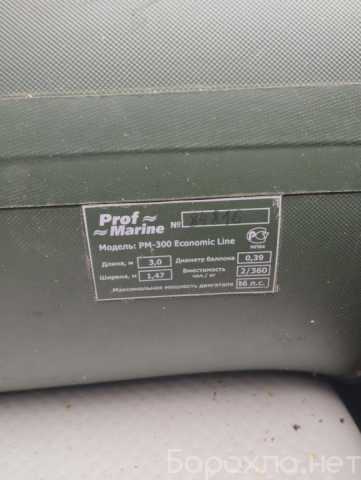 Prof
Marine № 34816
Модель: PM-300 Economic Line
Длина, м 3,0 Диаметр баллона 0,39
Ширина, м 1,47 Вместимость чел./ кг 2/360
Максимальная мощность двигателя л.с.
Барахла.нет